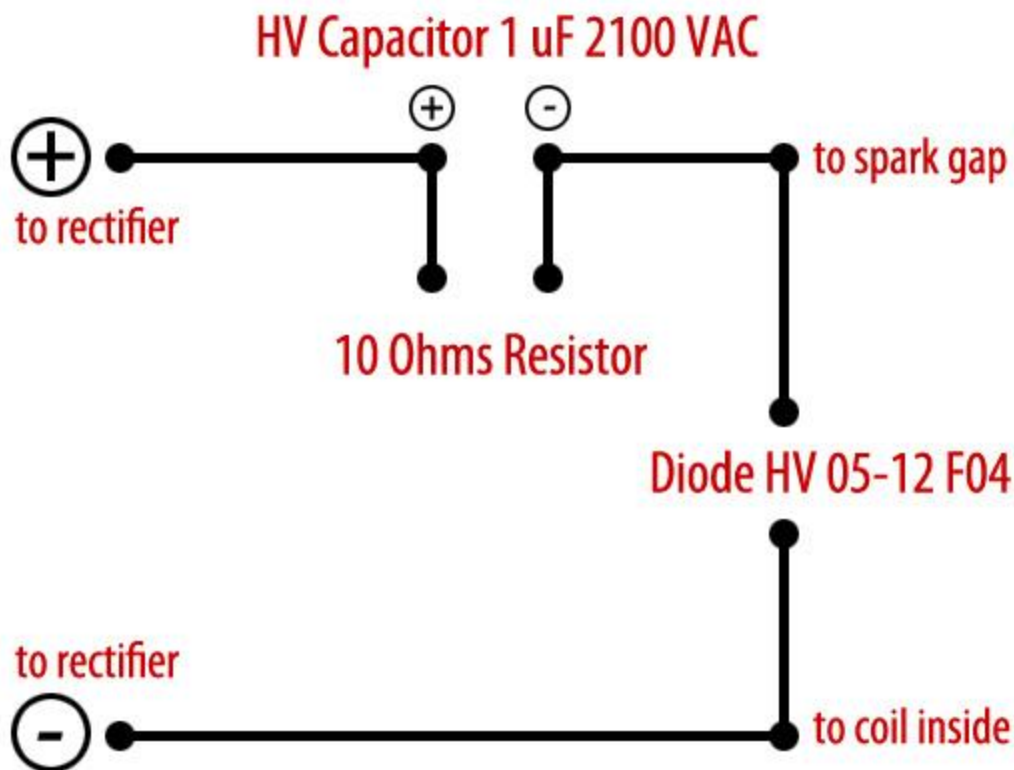 HV Capacitor 1 uF 2100 VAC
+ -
+
to spark gap
to rectifier
10 Ohms Resistor
Diode HV 05-12 F04
to rectifier
-
to coil inside